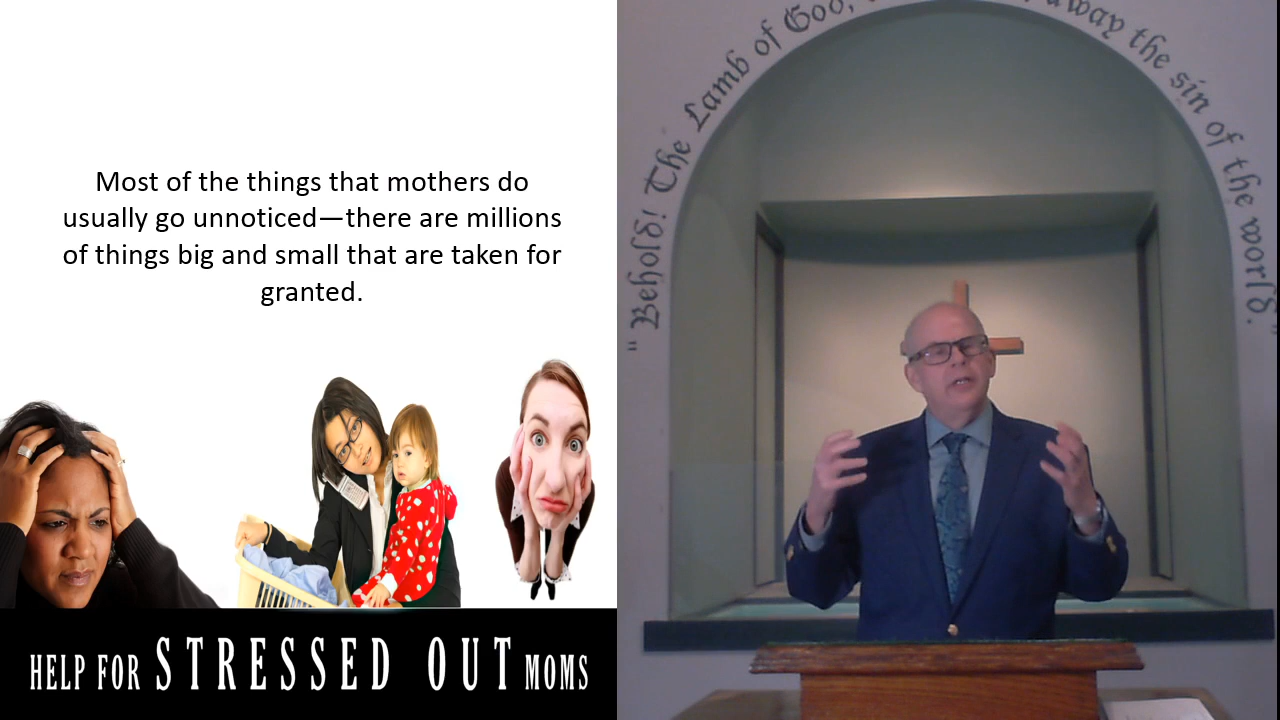 Most of the things that mothers do
usually go unnoticed—there are millions
of things big and small that are taken for
granted.
HELP FOR STRESSED OUT MOMS
"Behold! The Lamb of God, away the sin of the world."